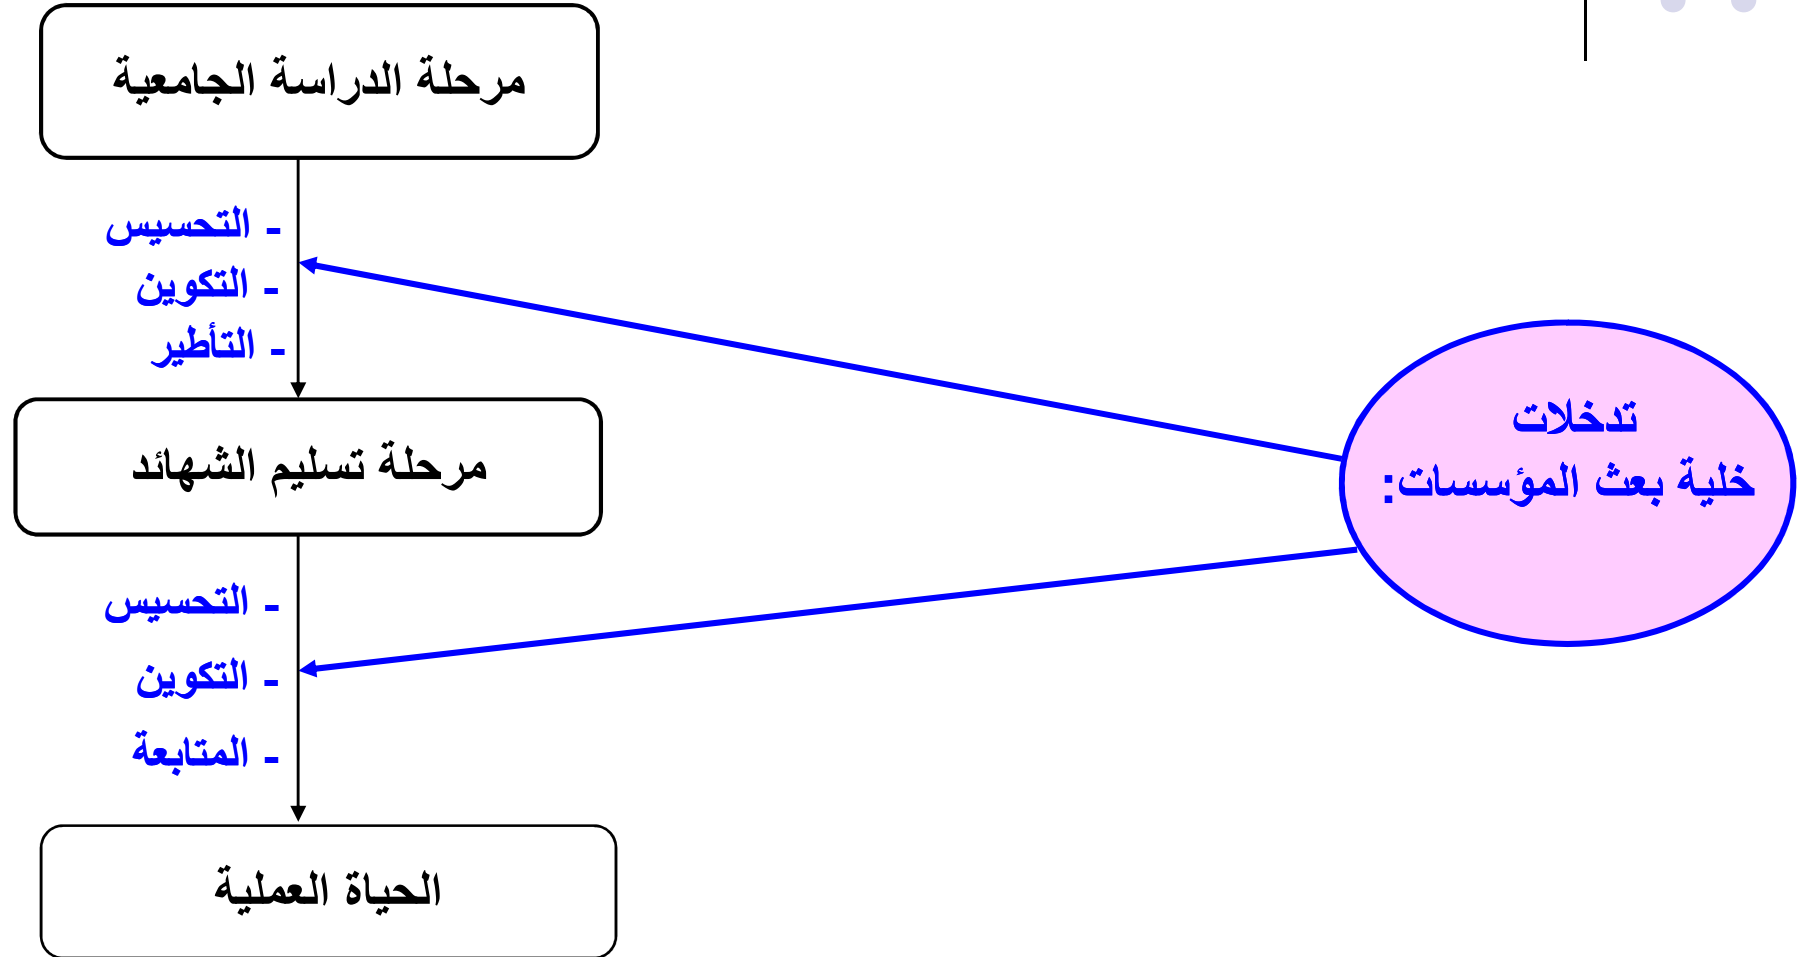 مرحلة الدراسة الجامعية
- التحسيس
- التكوين
- التأطير
مرحلة تسليم الشهائد
- التحسيس
- التكوين
- المتابعة
الحياة العملية
تدخلات
خلية بعث المؤسسات: